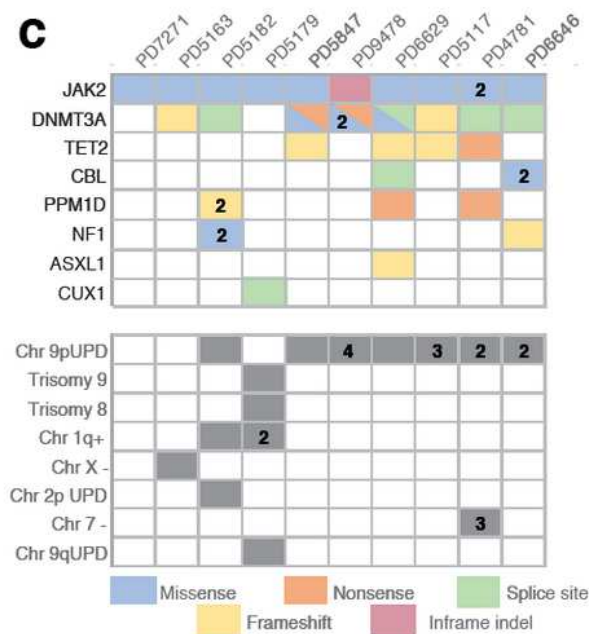 C
PD7271 PD5163 PD5182 PD5179 PD5847 PD9478 PD6629 PD5117 PD4781 PD6646
JAK2 2
DNMT3A 2
TET2
CBL 2
PPM1D 2
NF1 2
ASXL1
CUX1
Chr 9pUPD 4 3 2 2
Trisomy 9
Trisomy 8
Chr 1q+ 2
Chr X -
Chr 2p UPD
Chr 7 - 3
Chr 9qUPD
Missense Nonsense Splice site
Frameshift Inframe indel